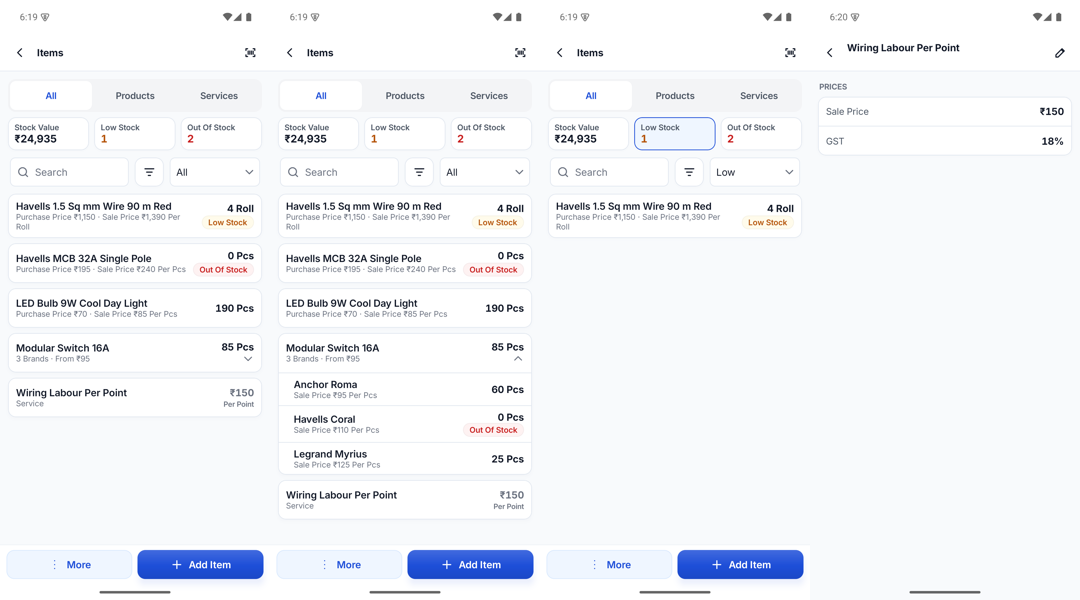 6:19
Items
All
Products
Services
Stock Value
₹24,935
Low Stock
1
Out Of Stock
2
Search
All
Havells 1.5 Sq mm Wire 90 m Red
4 Roll
Purchase Price ₹1,150 · Sale Price ₹1,390 Per
Roll
Low Stock
Havells MCB 32A Single Pole
0 Pcs
Purchase Price ₹195 · Sale Price ₹240 Per Pcs
Out Of Stock
LED Bulb 9W Cool Day Light
Purchase Price ₹70 · Sale Price ₹85 Per Pcs
190 Pcs
Modular Switch 16A
85 Pcs
3 Brands · From ₹95
Wiring Labour Per Point
₹150
Service
Per Point
More
Add Item
6:19
Items
All
Products
Services
Stock Value
₹24,935
Low Stock
1
Out Of Stock
2
Search
All
Havells 1.5 Sq mm Wire 90 m Red
4 Roll
Purchase Price ₹1,150 · Sale Price ₹1,390 Per
Roll
Low Stock
Havells MCB 32A Single Pole
0 Pcs
Purchase Price ₹195 · Sale Price ₹240 Per Pcs
Out Of Stock
LED Bulb 9W Cool Day Light
Purchase Price ₹70 · Sale Price ₹85 Per Pcs
190 Pcs
Modular Switch 16A
85 Pcs
3 Brands · From ₹95
Anchor Roma
Sale Price ₹95 Per Pcs
60 Pcs
Havells Coral
0 Pcs
Sale Price ₹110 Per Pcs
Out Of Stock
Legrand Myrius
Sale Price ₹125 Per Pcs
25 Pcs
Wiring Labour Per Point
₹150
Service
Per Point
More
Add Item
6:19
Items
All
Products
Services
Stock Value
₹24,935
Low Stock
1
Out Of Stock
2
Search
Low
Havells 1.5 Sq mm Wire 90 m Red
4 Roll
Purchase Price ₹1,150 · Sale Price ₹1,390 Per
Roll
Low Stock
More
Add Item
6:20
Wiring Labour Per Point
PRICES
Sale Price
₹150
GST
18%